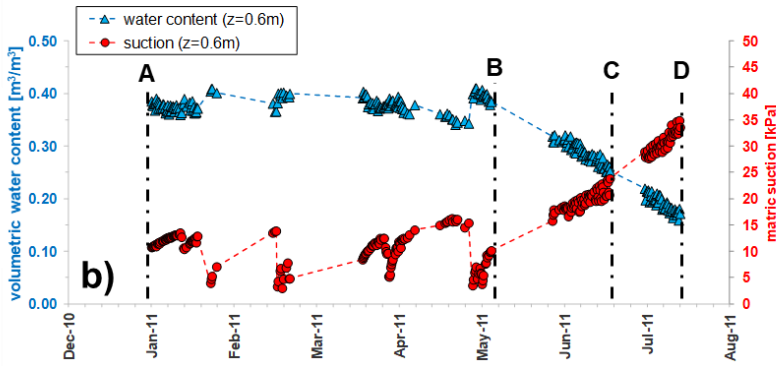 water content (z=0.6m)
suction (z=0.6m)
0.50
0.40
0.30
0.20
0.10
0.00
volumetric water content [m³/m³]
A
B
C
D
b)
50
45
40
35
30
25
20
15
10
5
0
matric suction [kPa]
Dec-10
Jan-11
Feb-11
Mar-11
Apr-11
May-11
Jun-11
Jul-11
Aug-11